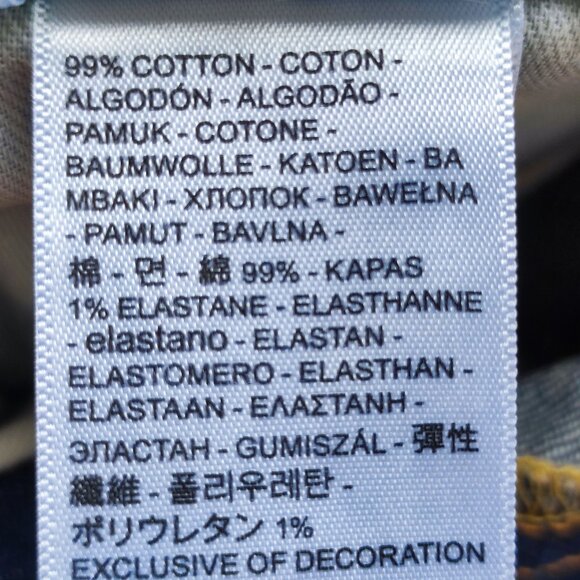 99% COTTON - COTON -
ALGODÓN - ALGODÃO -
PAMUK - COTONE -
BAUMWOLLE - KATOEN - BA
MBAKI - ХЛОПОК - BAWEŁNA
- PAMUT - BAVLNA -
棉 - 면 - 綿 99% - KAPAS
1% ELASTANE - ELASTHANNE
- elastano - ELASTAN -
ELASTOMERO - ELASTHAN -
ELASTAAN - ΕΛΑΣΤΑΝΗ -
ЭЛАСТАН - GUMISZÁL - 彈性
纖維 - 폴리우레탄 -
ポリウレタン 1%
EXCLUSIVE OF DECORATION